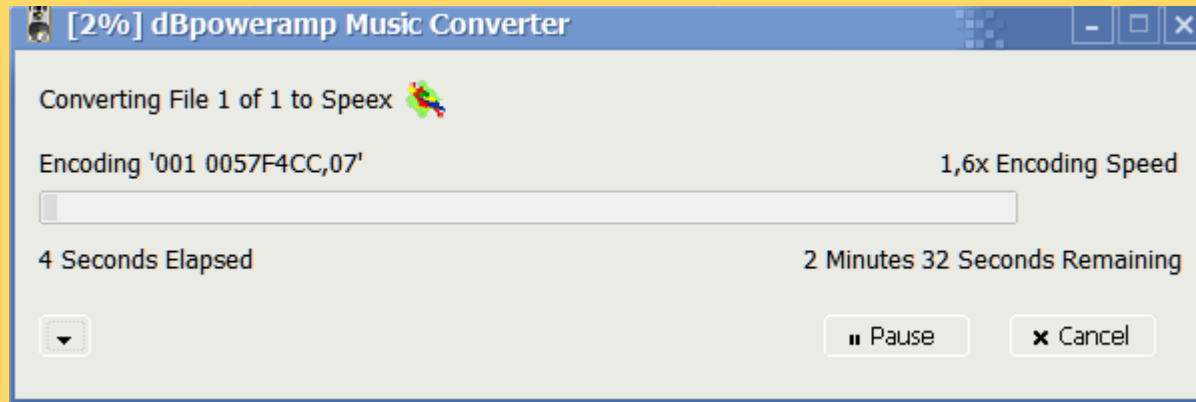 [2%] dBpoweramp Music Converter
Converting File 1 of 1 to Speex
Encoding '001 0057F4CC,07'
1,6x Encoding Speed
4 Seconds Elapsed
2 Minutes 32 Seconds Remaining
Pause
Cancel